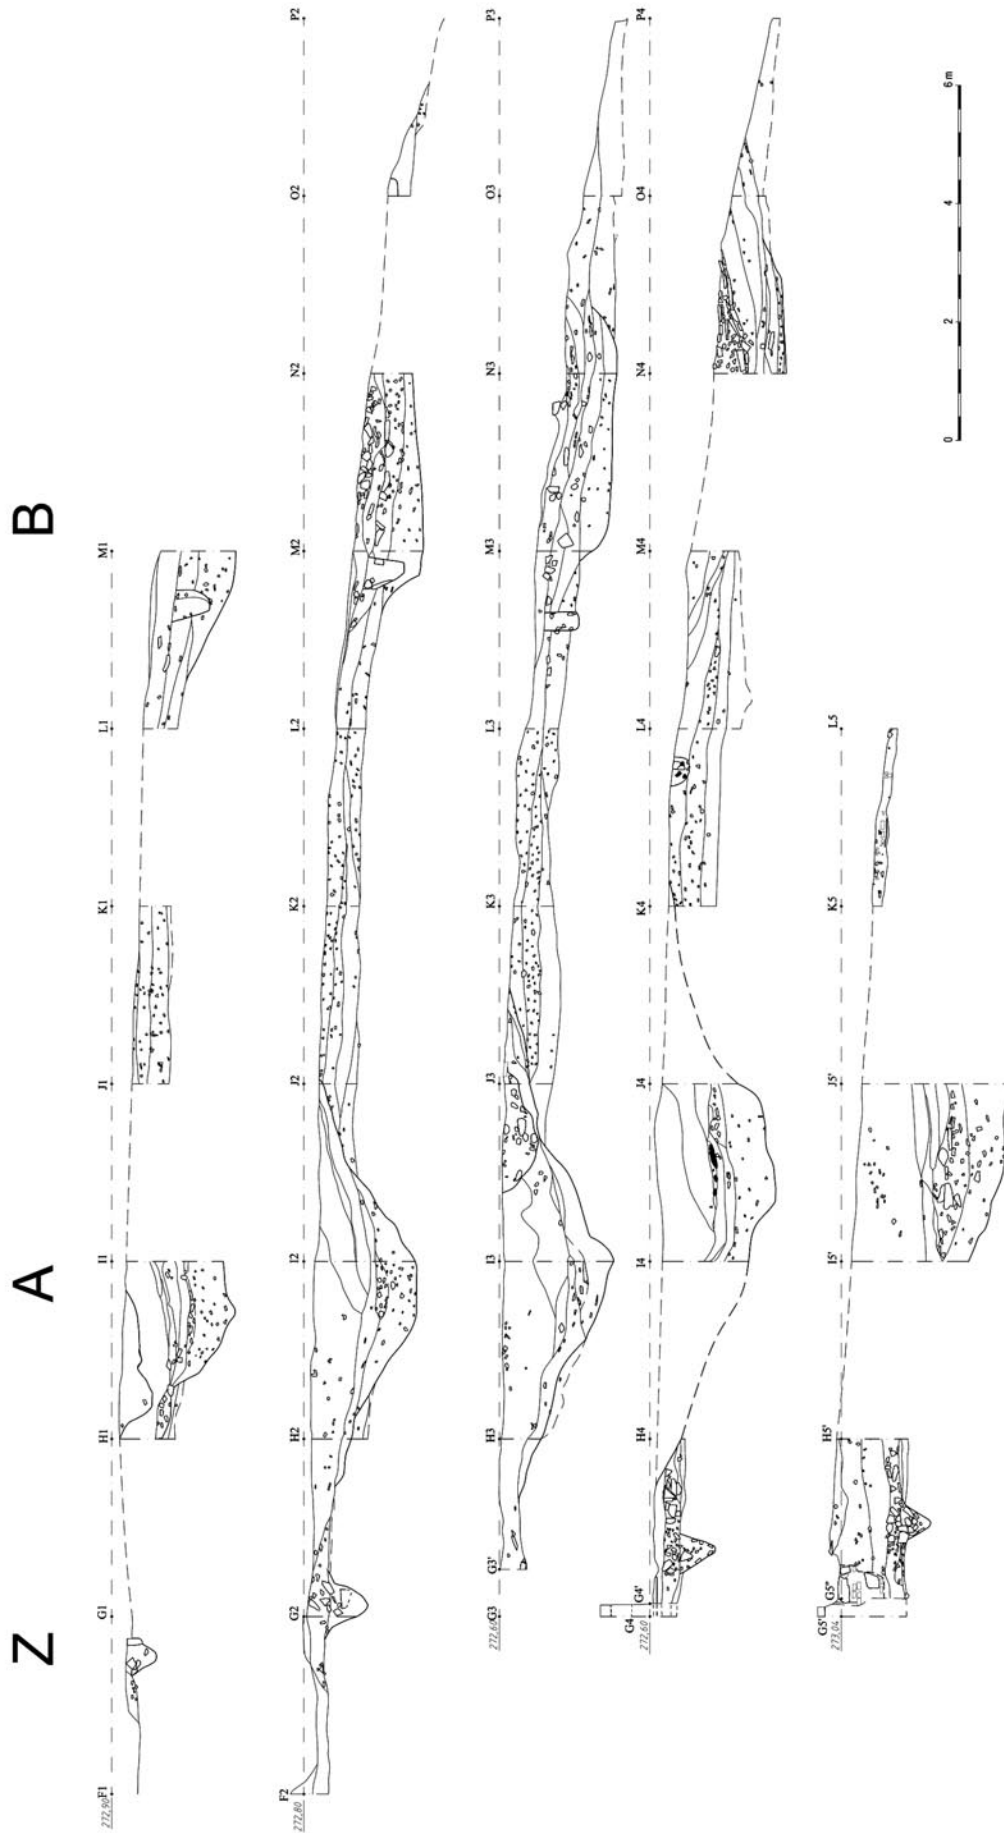 Z A B
272,90 F1 G1 H1 I1 J1 K1 L1 M1
272,80 F2 G2 H2 I2 J2 K2 L2 M2 N2 O2 P2
272,60 G3 G3' H3 I3 J3 K3 L3 M3 N3 O3 P3
272,60 G4 G4' H4 I4 J4 K4 L4 M4 N4 O4 P4
273,04 G5' G5" H5' I5' J5' K5 L5
0 2 4 6 m